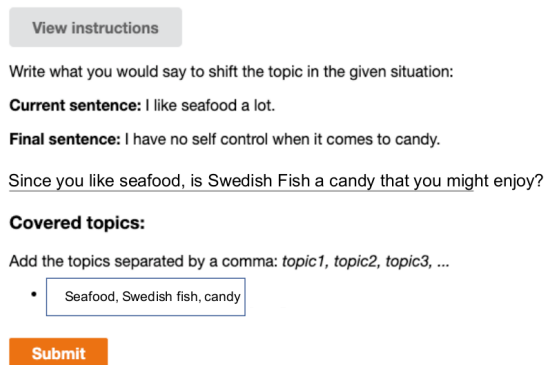 View instructions
Write what you would say to shift the topic in the given situation:
Current sentence: I like seafood a lot.
Final sentence: I have no self control when it comes to candy.
Since you like seafood, is Swedish Fish a candy that you might enjoy?
Covered topics:
Add the topics separated by a comma: topic1, topic2, topic3, ...
• Seafood, Swedish fish, candy
Submit